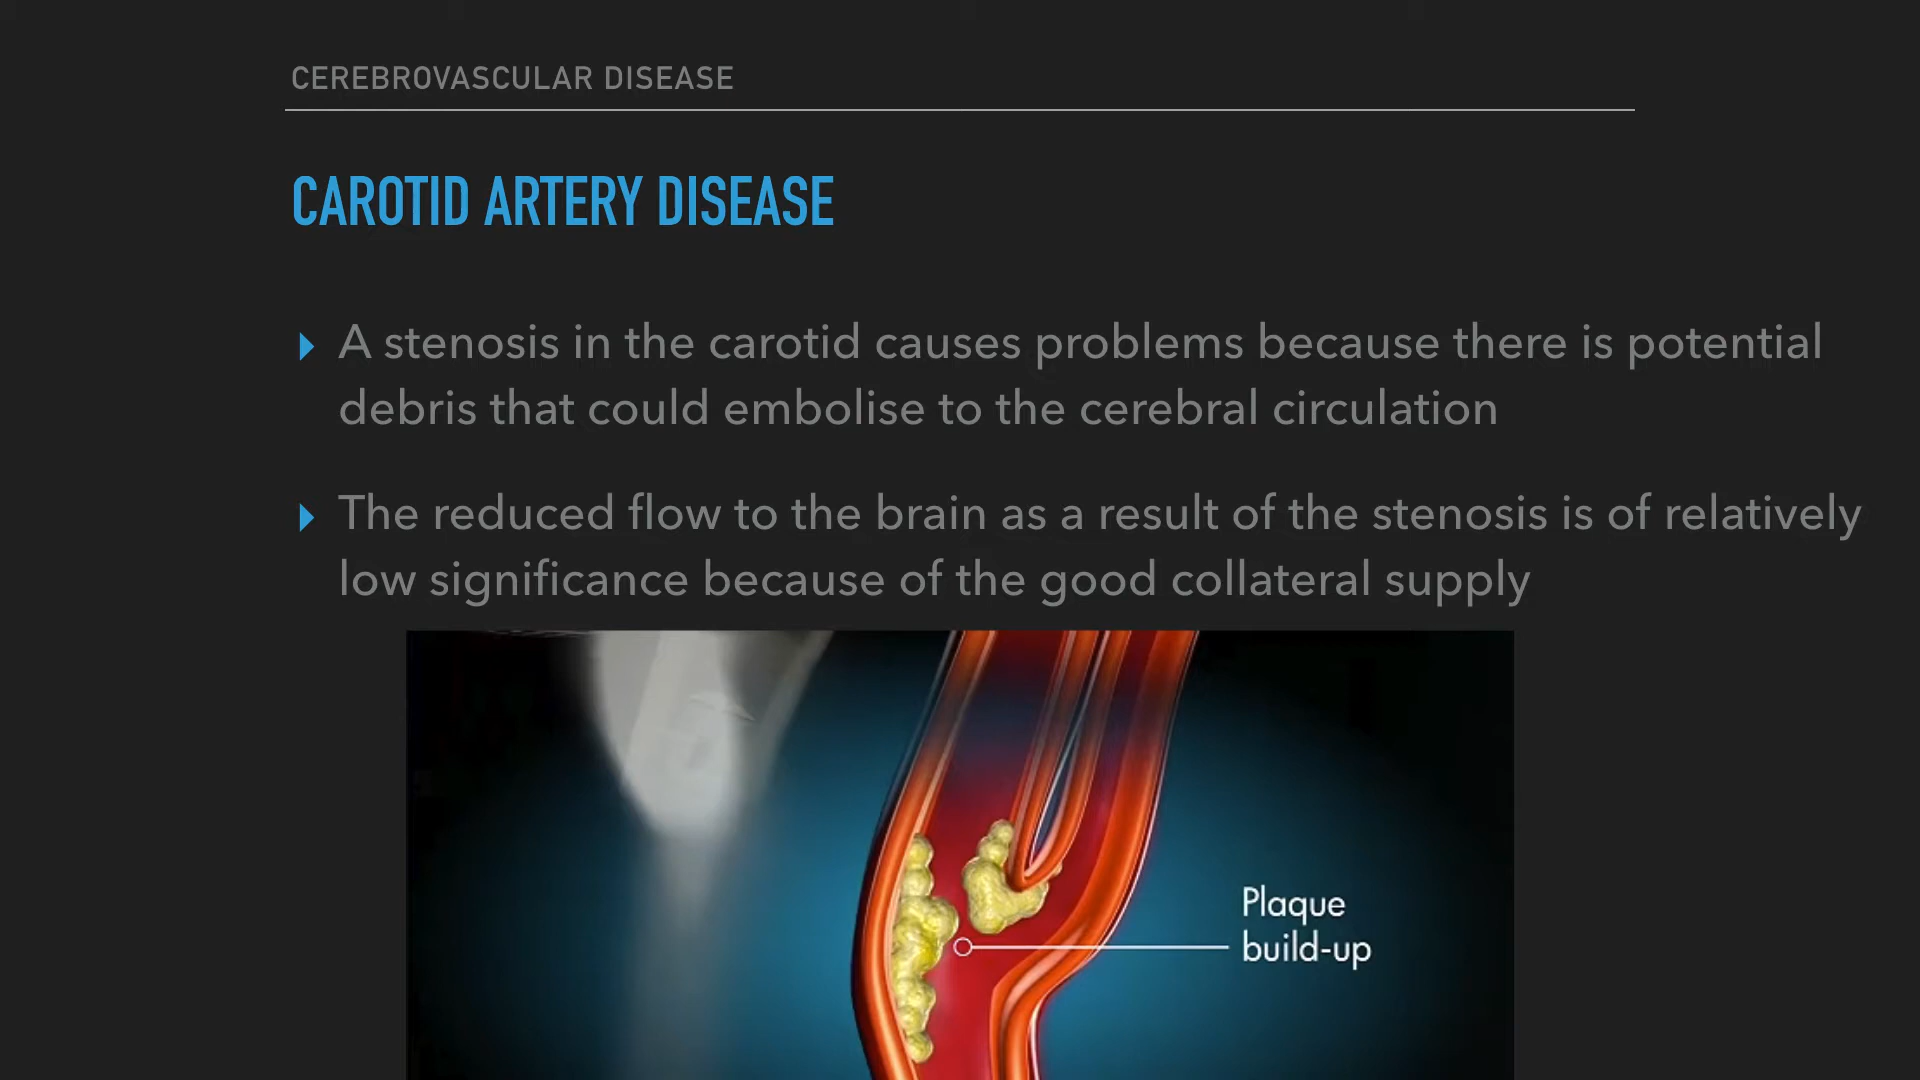 CEREBROVASCULAR DISEASE
CAROTID ARTERY DISEASE
A stenosis in the carotid causes problems because there is potential
debris that could embolise to the cerebral circulation
The reduced flow to the brain as a result of the stenosis is of relatively
low significance because of the good collateral supply
Plaque
build-up